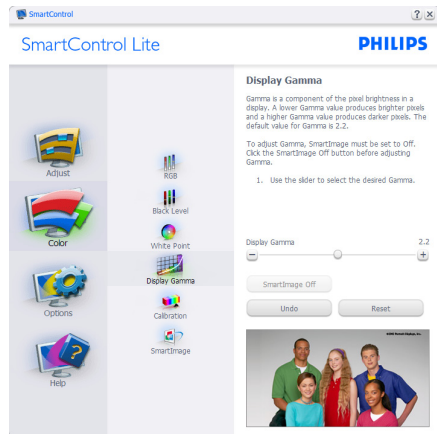 SmartControl
? x
SmartControl Lite
PHILIPS
Adjust
Color
Options
Help
RGB
Black Level
White Point
Display Gamma
Calibration
SmartImage
Display Gamma
Gamma is a component of the pixel brightness in a
display. A lower Gamma value produces brighter pixels
and a higher Gamma value produces darker pixels. The
default value for Gamma is 2.2.
To adjust Gamma, SmartImage must be set to Off.
Click the SmartImage Off button before adjusting
Gamma.
1. Use the slider to select the desired Gamma.
Display Gamma 2.2
− +
SmartImage Off
Undo Reset